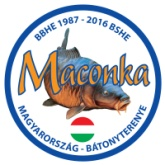 BBHE 1987 - 2016 BSHE
Maconka
MAGYARORSZÁG - BÁTONYTERENYE